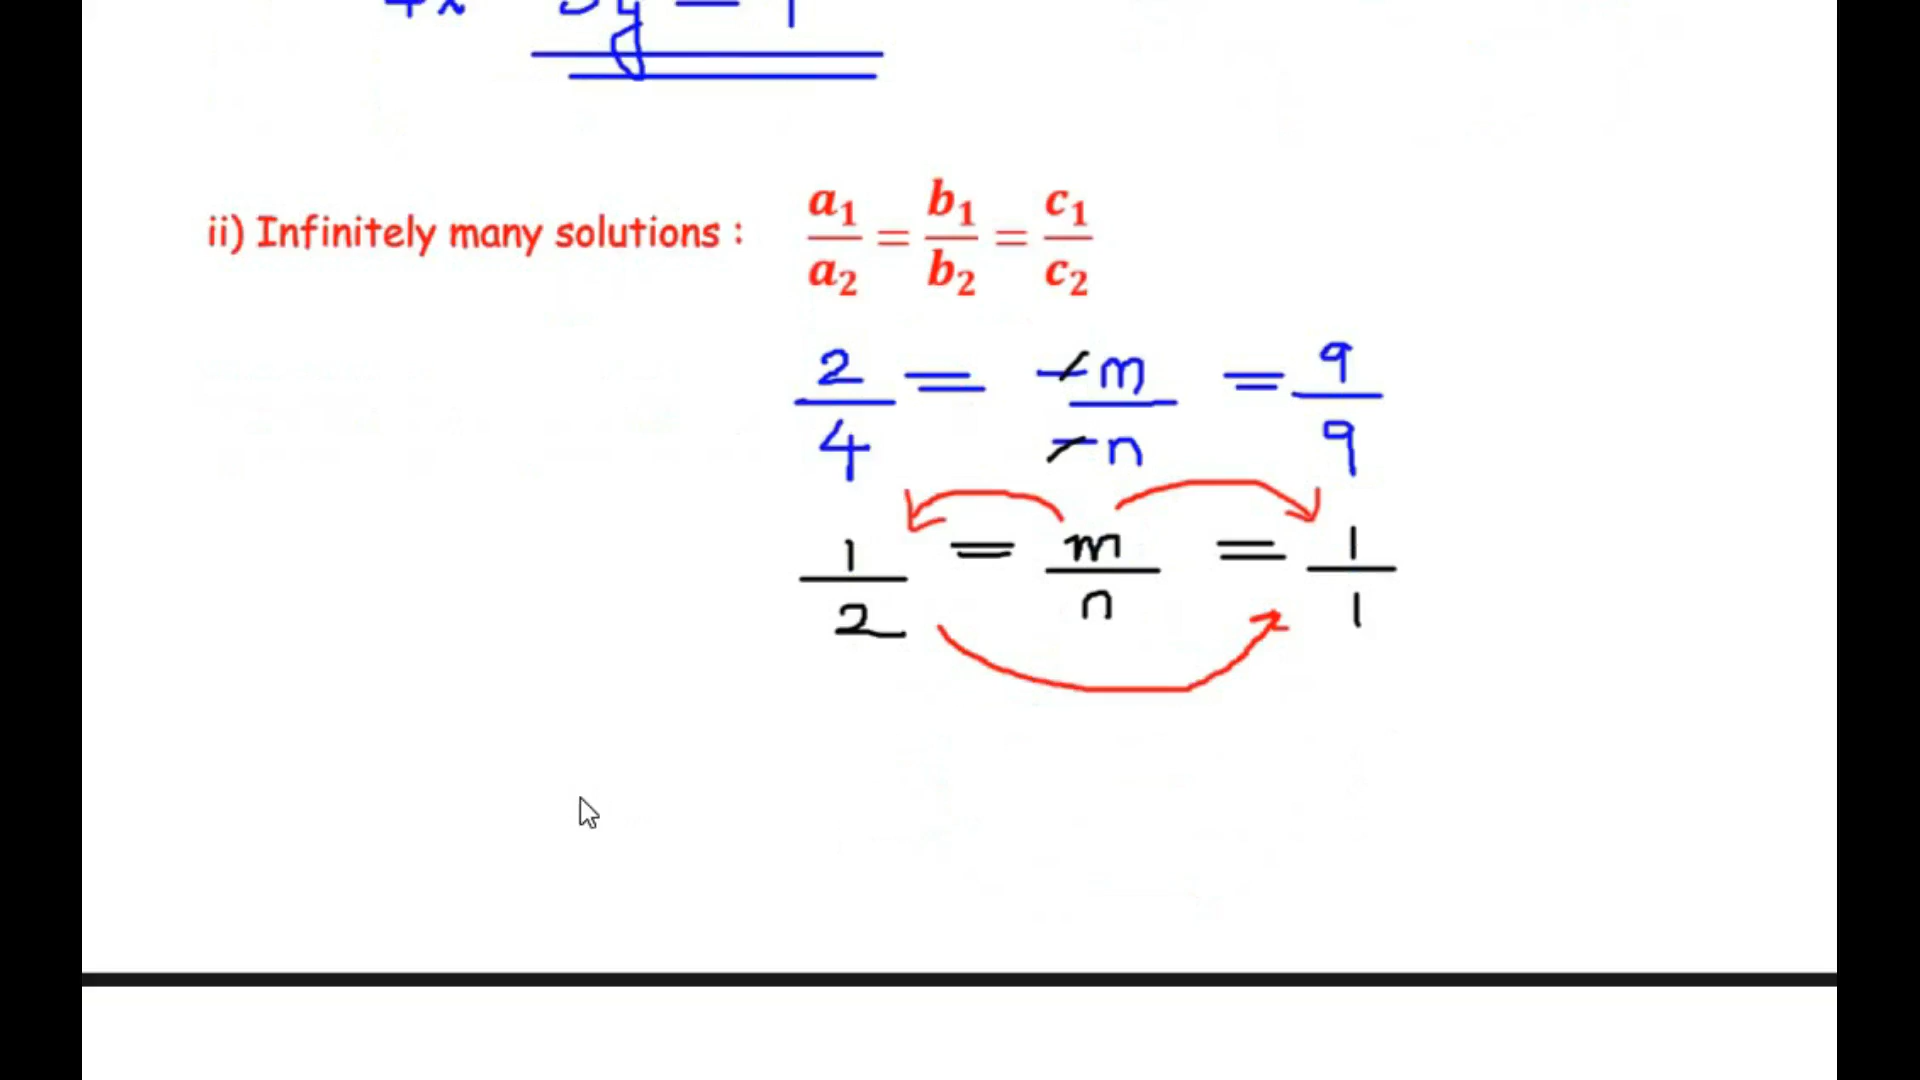 ii) Infinitely many solutions : a₁/a₂ = b₁/b₂ = c₁/c₂
2/4 = -m/-n = 9/9
1/2 = m/n = 1/1